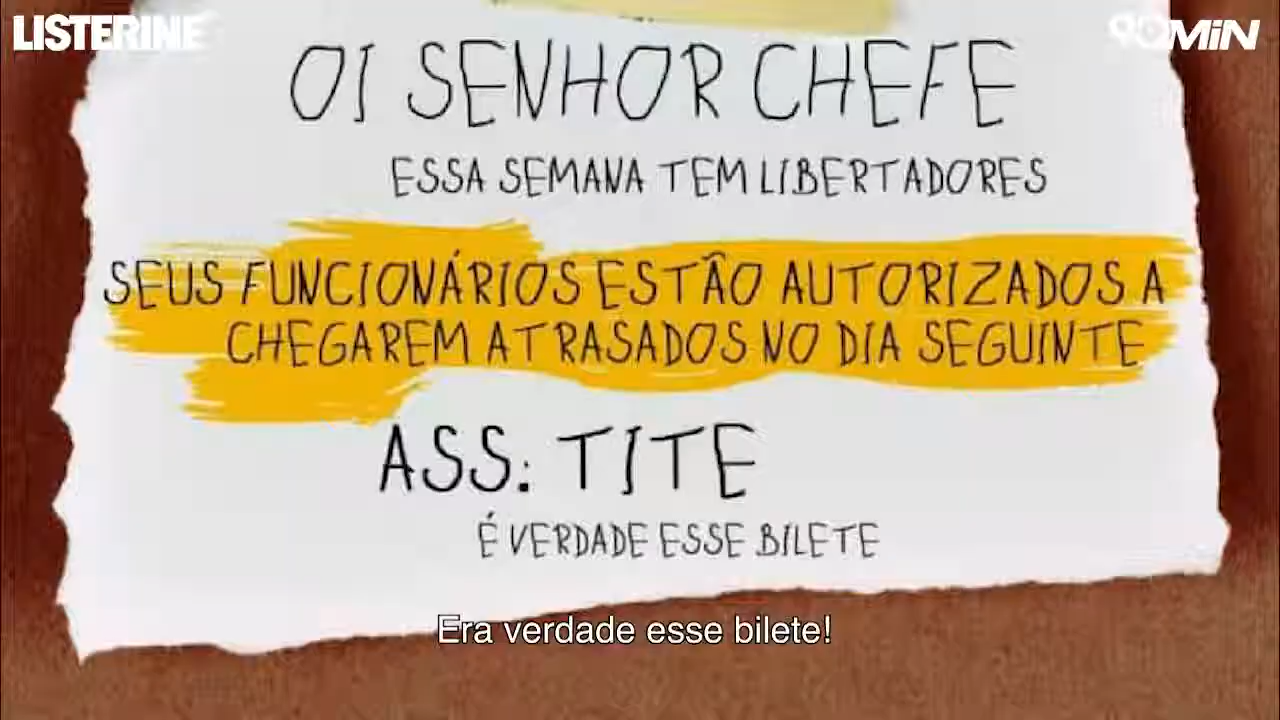 LISTERINE
90MiN
OI SENHOR CHEFE
ESSA SEMANA TEM LIBERTADORES
SEUS FUNCIONÁRIOS ESTÃO AUTORIZADOS A
CHEGAREM ATRASADOS NO DIA SEGUINTE
ASS: TITE
É VERDADE ESSE BILETE
Era verdade esse bilete!